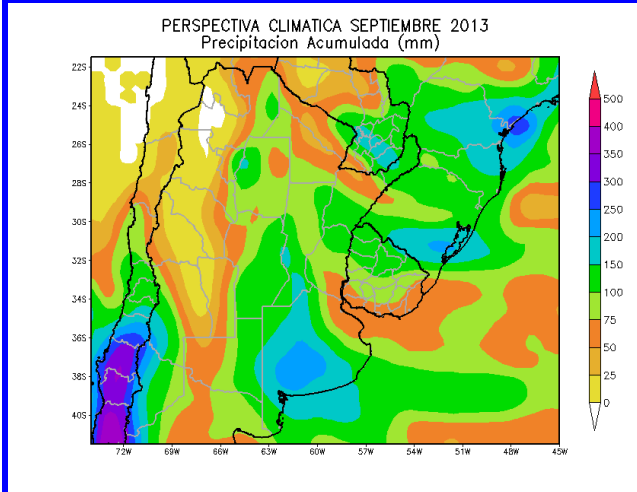 PERSPECTIVA CLIMATICA SEPTIEMBRE 2013
Precipitacion Acumulada (mm)
22S
24S
26S
28S
30S
32S
34S
36S
38S
40S
72W 69W 66W 63W 60W 57W 54W 51W 48W 45W
500
400
350
300
250
200
150
100
75
50
25
0